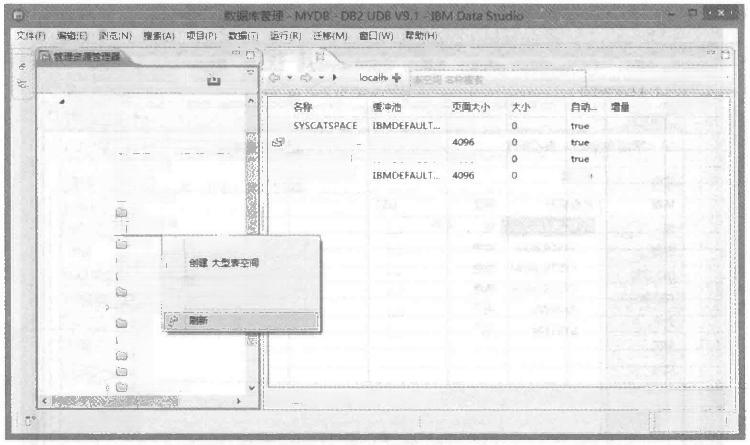 数据库管理 - MYDB - DB2 UDB V9.1 - IBM Data Studio
文件(F) 编辑(E) 浏览(N) 搜索(A) 项目(P) 数据(T) 运行(R) 迁移(M) 窗口(W) 帮助(H)
管理资源管理器
localh
名称 缓冲池 页面大小 大小 自动... 增量
SYSCATSPACE IBMDEFAULT... 0 true
4096 0 true
0 true
IBMDEFAULT... 4096 0
创建 大型表空间
刷新